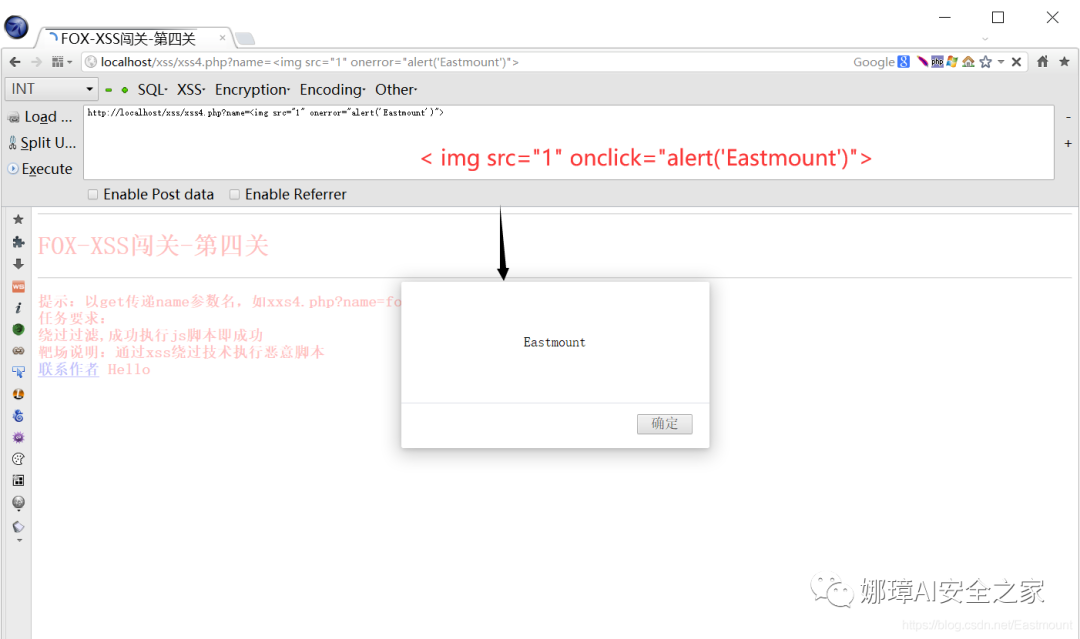 FOX-XSS闯关-第四关
localhost/xss/xss4.php?name=<img src="1" onerror="alert('Eastmount')">
Google
INT
SQL· XSS· Encryption· Encoding· Other·
Load ...
http://localhost/xss/xss4.php?name=<img src="1" onerror="alert('Eastmount')">
Split U...
< img src="1" onclick="alert('Eastmount')">
Execute
Enable Post data Enable Referrer
FOX-XSS闯关-第四关
提示: 以get传递name参数名, 如xxs4.php?name=fo
任务要求:
绕过过滤,成功执行js脚本即成功
靶场说明: 通过xss绕过技术执行恶意脚本
联系作者 Hello
Eastmount
确定
娜璋AI安全之家
https://blog.csdn.net/Eastmount